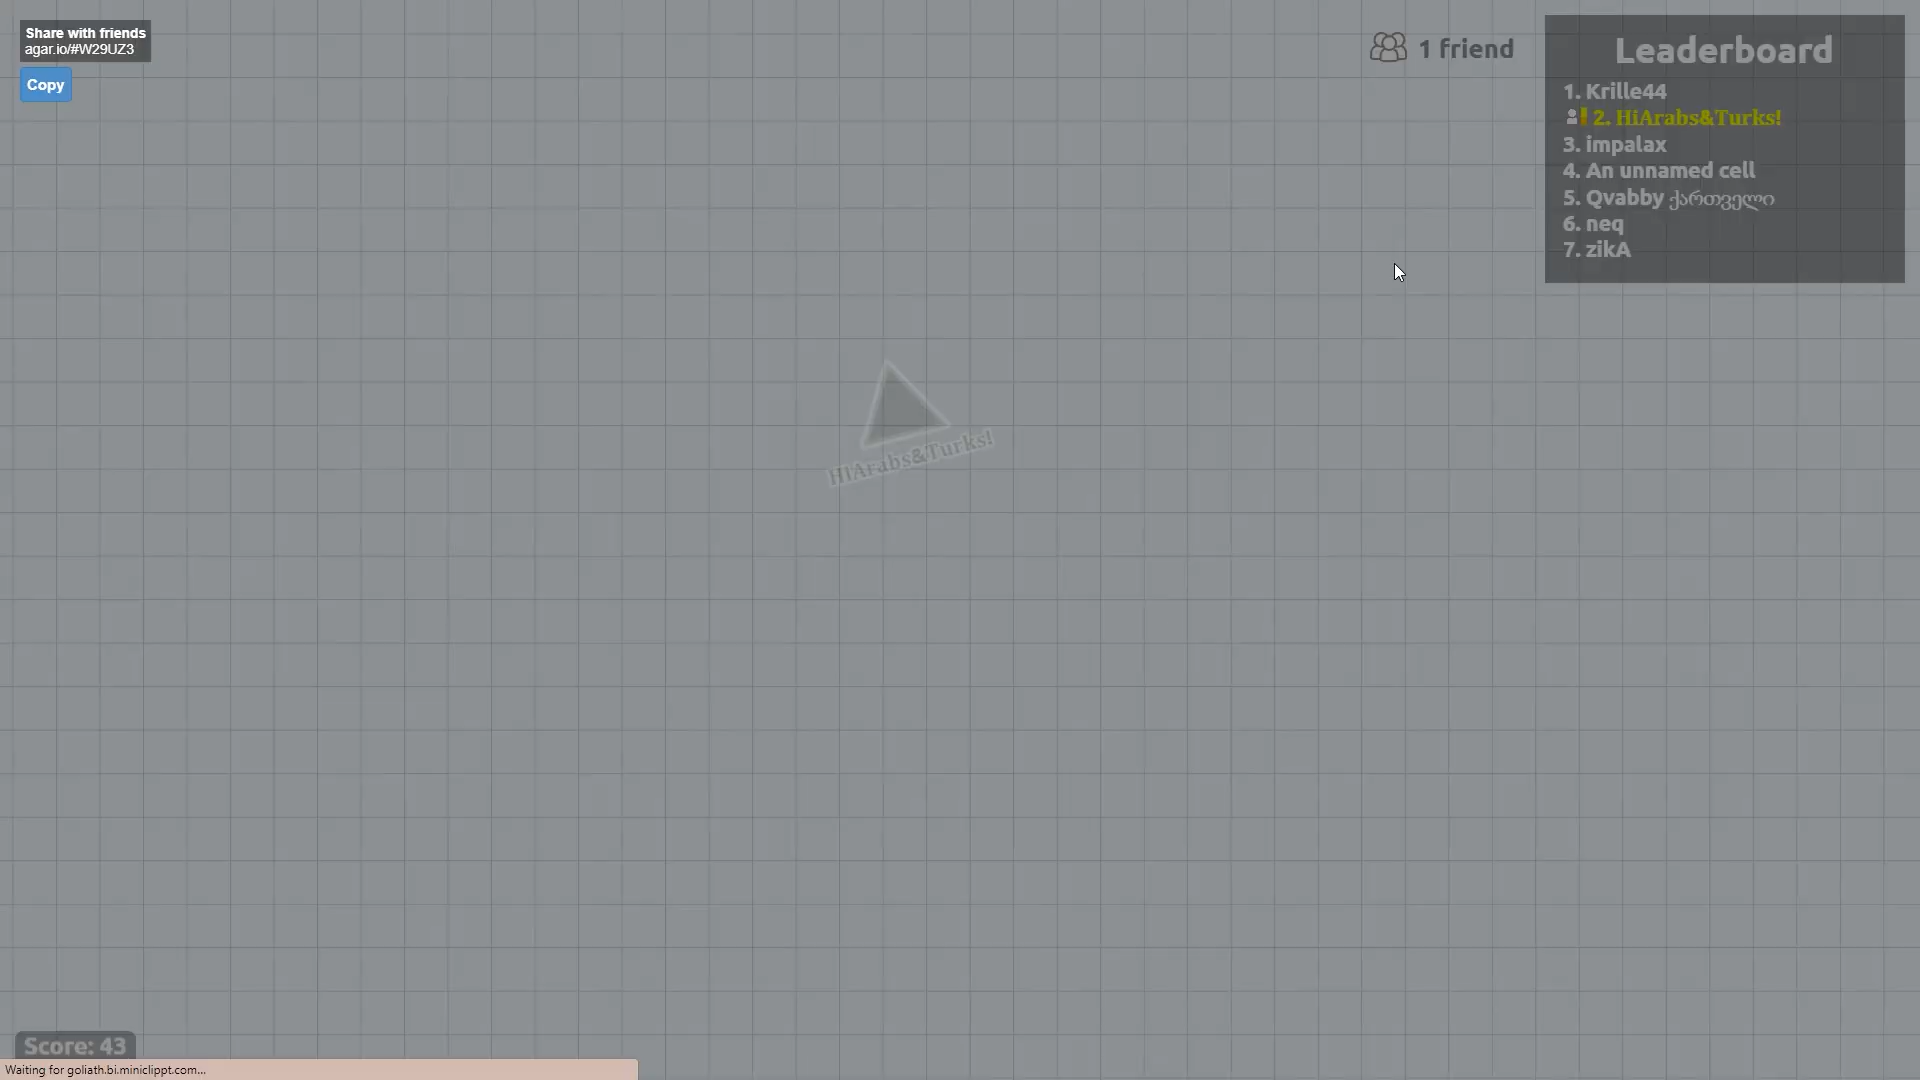 Share with friends
agar.io/#W29UZ3
Copy
1 friend
Leaderboard
1. Krille44
2. HiArabs&Turks!
3. impalax
4. An unnamed cell
5. Qvabby ქართველი
6. neq
7. zikA
HiArabs&Turks!
Score: 43
Waiting for goliath.bi.miniclippt.com...